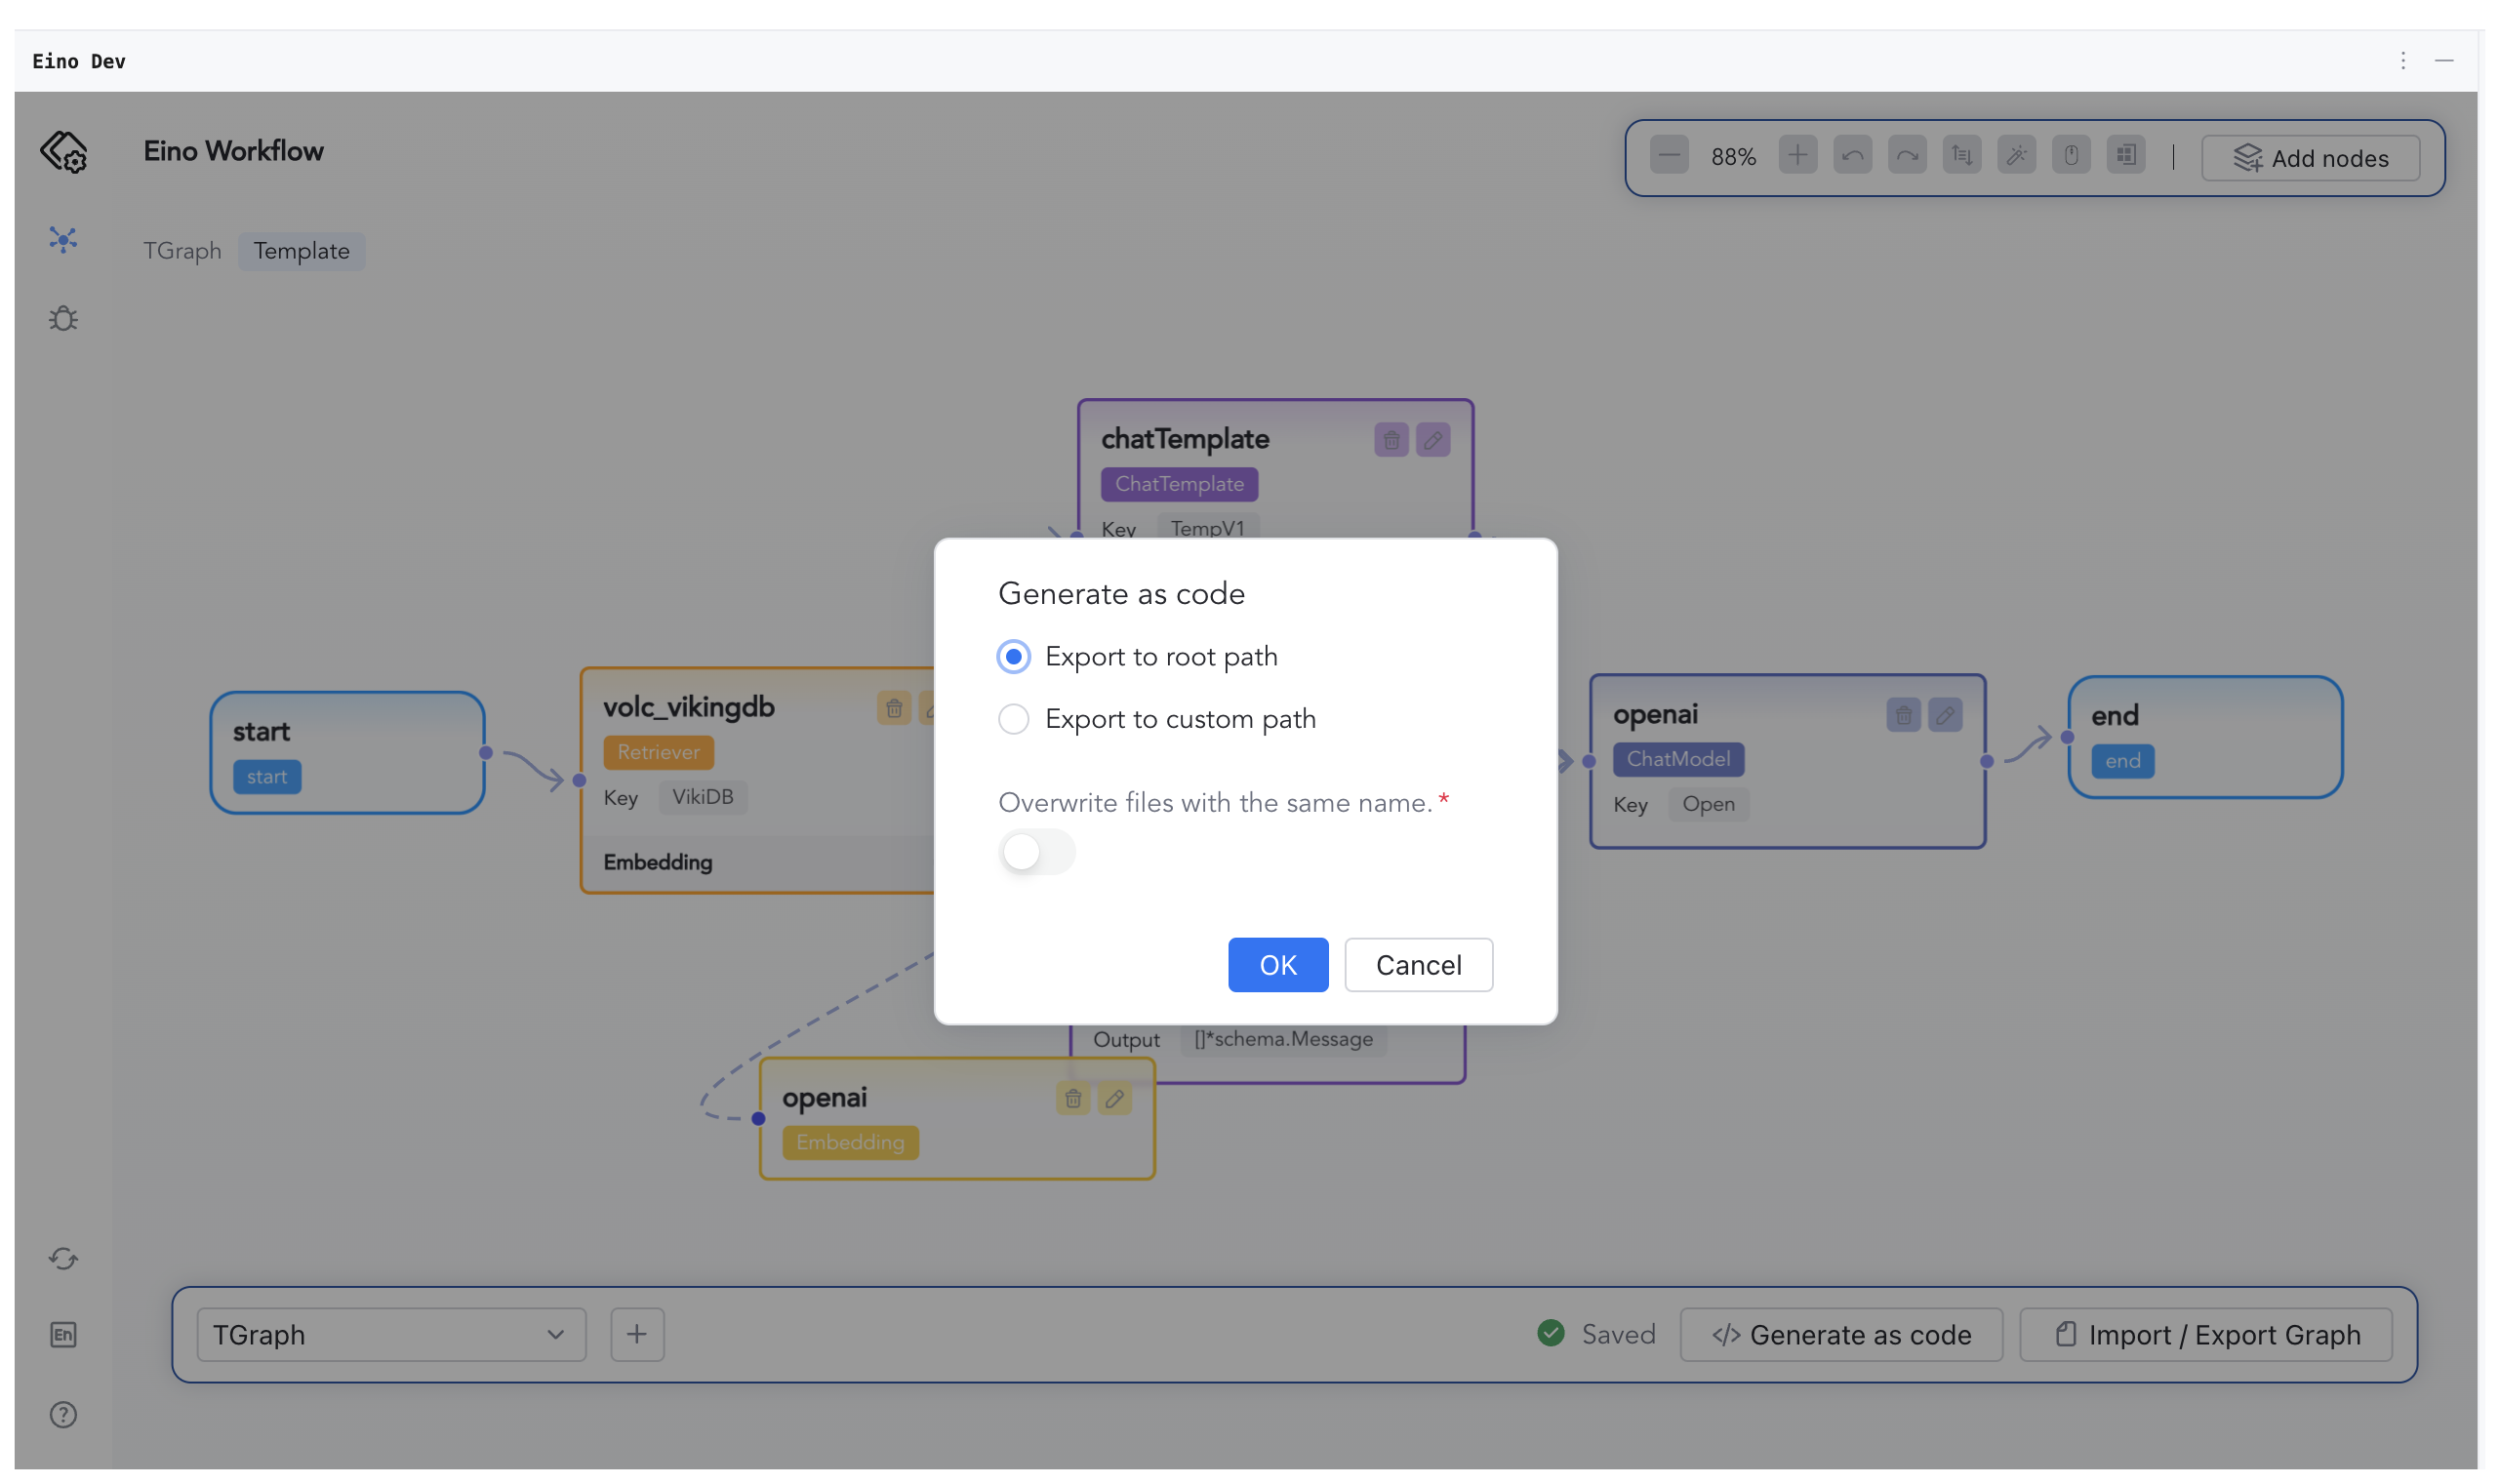 Eino Dev
Eino Workflow
88%
Add nodes
TGraph Template
chatTemplate
ChatTemplate
Key TempV1
Generate as code
Export to root path
Export to custom path
Overwrite files with the same name. *
OK Cancel
start
start
volc_vikingdb
Retriever
Key VikiDB
Embedding
openai
ChatModel
Key Open
end
end
Output []*schema.Message
openai
Embedding
En
TGraph
Saved
</> Generate as code
Import / Export Graph